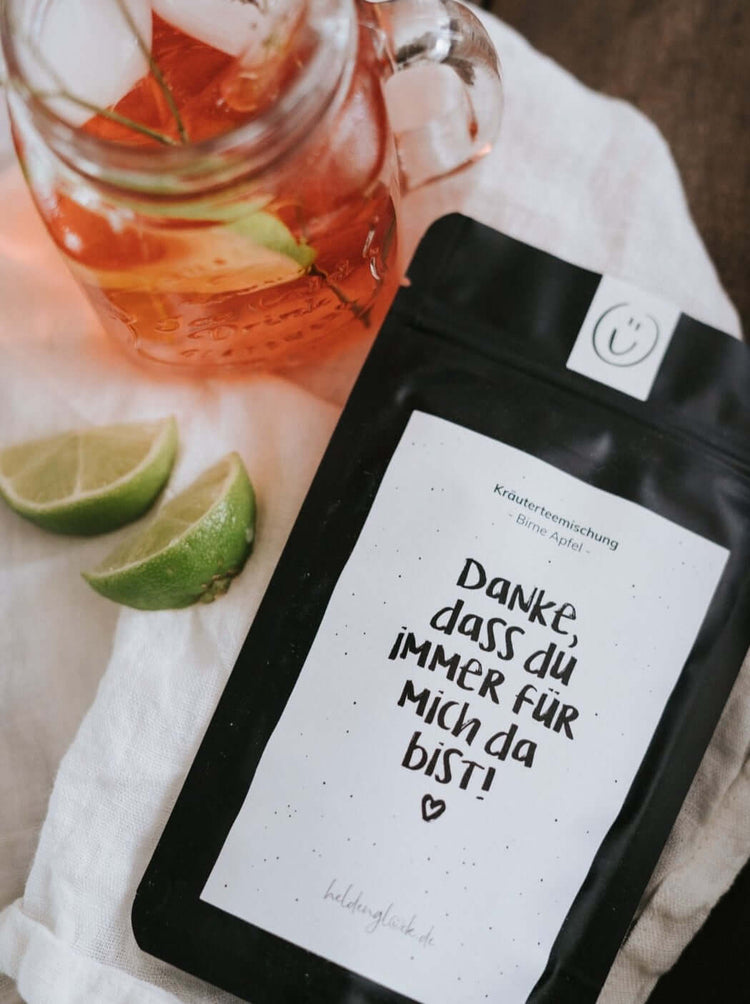 Kräuterteemischung
- Birne Apfel -
DANKE,
dass du
immer für
mich da
bist!
heldenglück.de